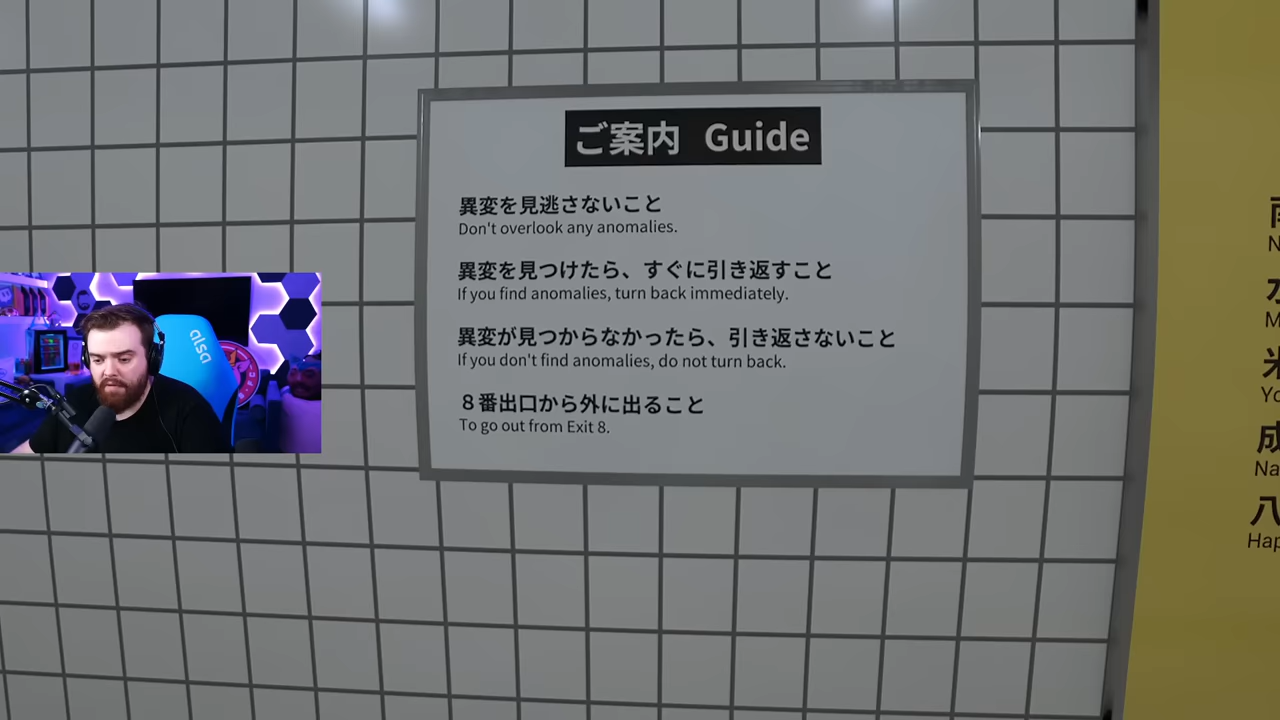 ご案内 Guide
異変を見逃さないこと
Don't overlook any anomalies.
異変を見つけたら、すぐに引き返すこと
If you find anomalies, turn back immediately.
異変が見つからなかったら、引き返さないこと
If you don't find anomalies, do not turn back.
８番出口から外に出ること
To go out from Exit 8.
alsa